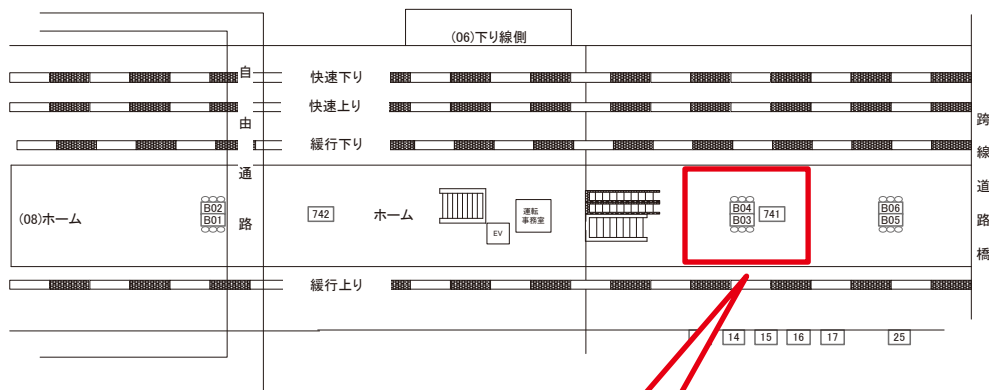 (06)下り線側
快速下り
快速上り
緩行下り
自由通路
跨線道路橋
(08)ホーム
B02
B01
742
ホーム
EV
運転
事務室
B04
B03
741
B06
B05
緩行上り
14
15
16
17
25